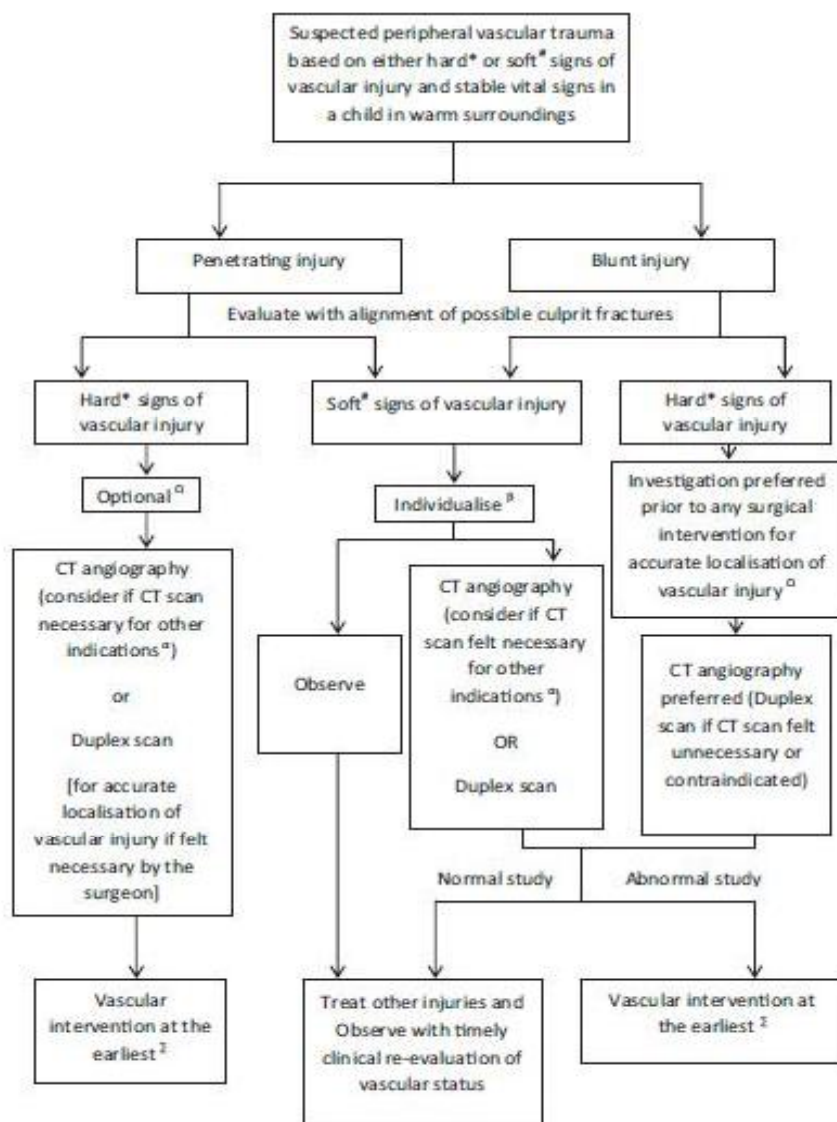 Suspected peripheral vascular trauma
based on either hard* or soft# signs of
vascular injury and stable vital signs in
a child in warm surroundings
Penetrating injury
Blunt injury
Evaluate with alignment of possible culprit fractures
Hard* signs of
vascular injury
Soft# signs of vascular injury
Hard* signs of
vascular injury
Optional Ω
Individualise β
Investigation preferred
prior to any surgical
intervention for
accurate localisation of
vascular injury Ω
CT angiography
(consider if CT scan
necessary for other
indications α)
or
Duplex scan
[for accurate
localisation of
vascular injury if felt
necessary by the
surgeon]
Observe
CT angiography
(consider if CT
scan felt necessary
for other
indications α)
OR
Duplex scan
CT angiography
preferred (Duplex
scan if CT scan felt
unnecessary or
contraindicated)
Normal study
Abnormal study
Vascular
intervention at the
earliest Σ
Treat other injuries and
Observe with timely
clinical re-evaluation of
vascular status
Vascular intervention at
the earliest Σ